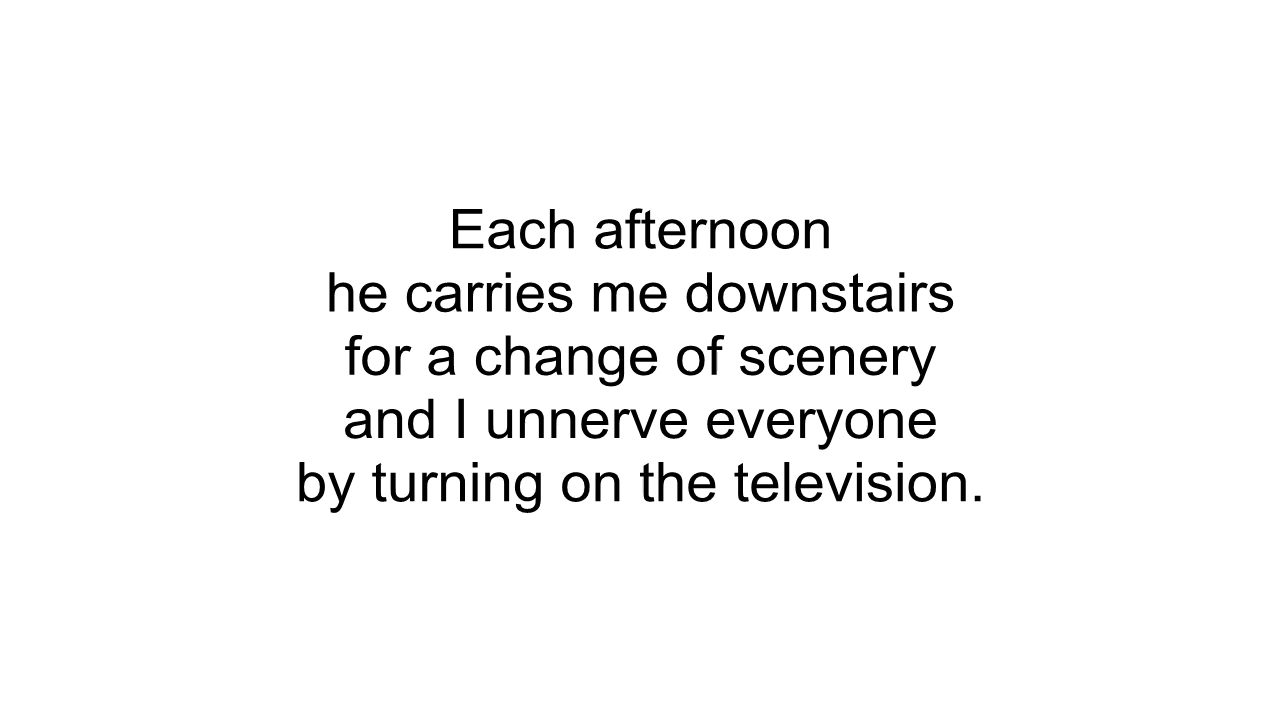 Each afternoon
he carries me downstairs
for a change of scenery
and I unnerve everyone
by turning on the television.